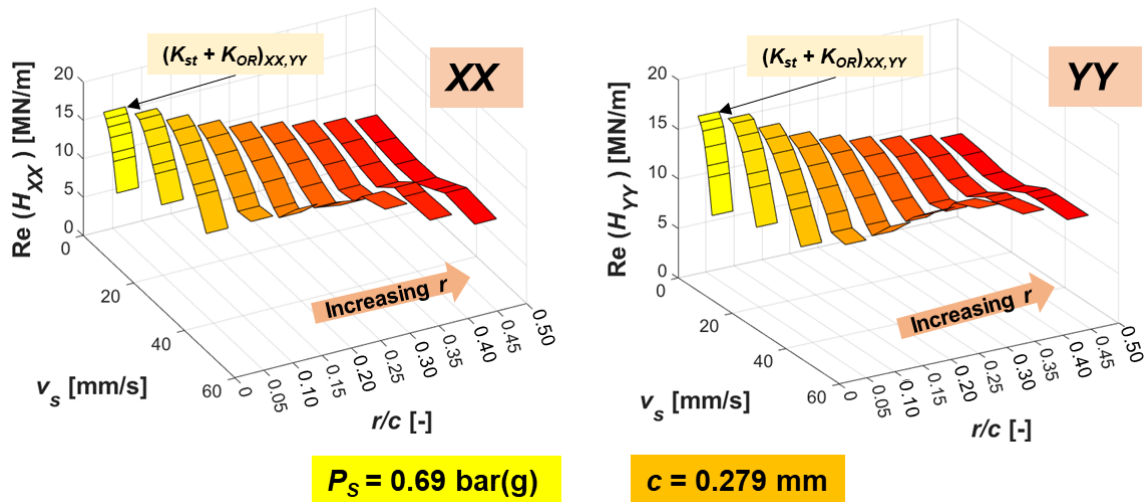 (K_st + K_OR)_XX,YY
XX
Re (H_XX) [MN/m]
20
15
10
5
0
0
20
40
60
v_s [mm/s]
0
0.05
0.10
0.15
0.20
0.25
0.30
0.35
0.40
0.45
0.50
r/c [-]
Increasing r
(K_st + K_OR)_XX,YY
YY
Re (H_YY) [MN/m]
20
15
10
5
0
0
20
40
60
v_s [mm/s]
0
0.05
0.10
0.15
0.20
0.25
0.30
0.35
0.40
0.45
0.50
r/c [-]
Increasing r
P_S = 0.69 bar(g)
c = 0.279 mm